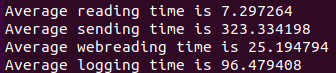 Average reading time is 7.297264
Average sending time is 323.334198
Average webreading time is 25.194794
Average logging time is 96.479408